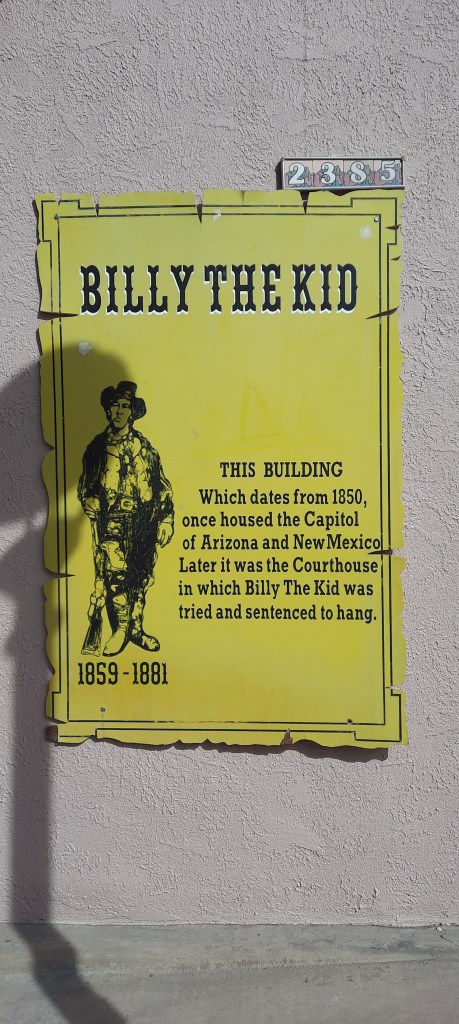 2385
BILLY THE KID
THIS BUILDING
Which dates from 1850,
once housed the Capitol
of Arizona and New Mexico
Later it was the Courthouse
in which Billy The Kid was
tried and sentenced to hang.
1859-1881